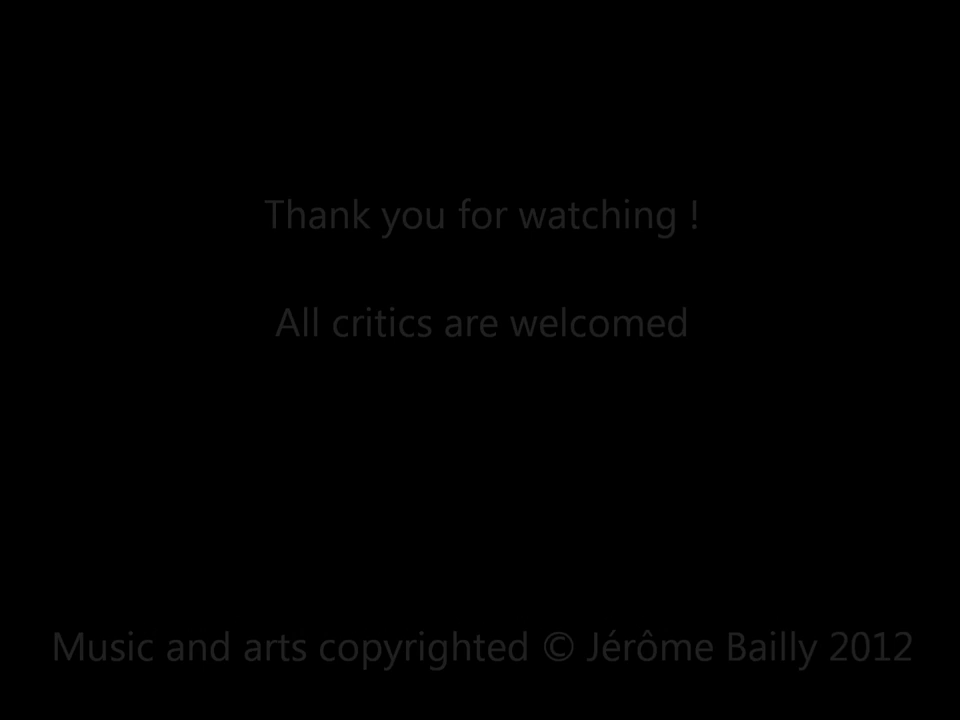 Thank you for watching !
All critics are welcomed
Music and arts copyrighted © Jérôme Bailly 2012